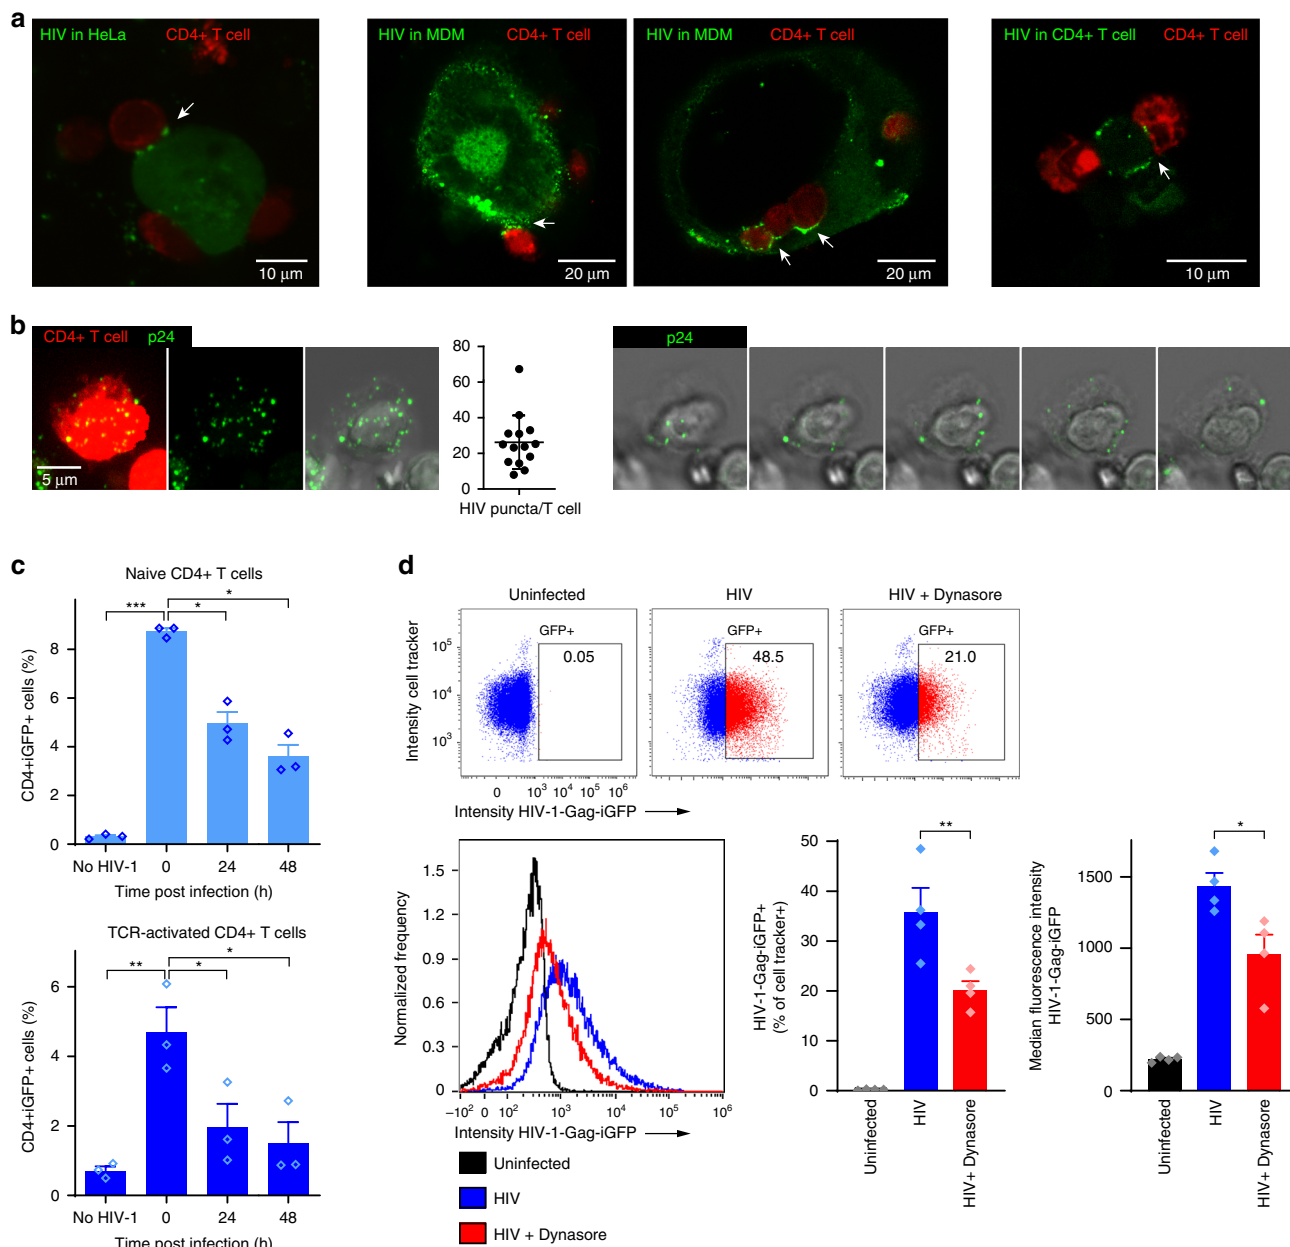 a
HIV in HeLa CD4+ T cell
10 μm
HIV in MDM CD4+ T cell
20 μm
HIV in MDM CD4+ T cell
20 μm
HIV in CD4+ T cell CD4+ T cell
10 μm
b
CD4+ T cell p24
5 μm
80
60
40
20
0
HIV puncta/T cell
p24
c
Naive CD4+ T cells
*** * *
CD4+iGFP+ cells (%)
8
6
4
2
0
No HIV-1 0 24 48
Time post infection (h)
TCR-activated CD4+ T cells
** * *
CD4+iGFP+ cells (%)
6
4
2
0
No HIV-1 0 24 48
Time post infection (h)
d
Uninfected HIV HIV + Dynasore
Intensity cell tracker
10⁵
10⁴
10³
GFP+ GFP+ GFP+
0.05 48.5 21.0
0 10³ 10⁴ 10⁵ 10⁶
Intensity HIV-1-Gag-iGFP
Normalized frequency
1.5
1.2
0.9
0.6
0.3
0
−10² 0 10² 10³ 10⁴ 10⁵ 10⁶
Intensity HIV-1-Gag-iGFP
Uninfected
HIV
HIV + Dynasore
HIV-1-Gag-iGFP+
(% of cell tracker+)
50
40
30
20
10
0
**
Uninfected
HIV
HIV+ Dynasore
Median fluorescence intensity
HIV-1-Gag-iGFP
1500
1000
500
0
*
Uninfected
HIV
HIV+ Dynasore